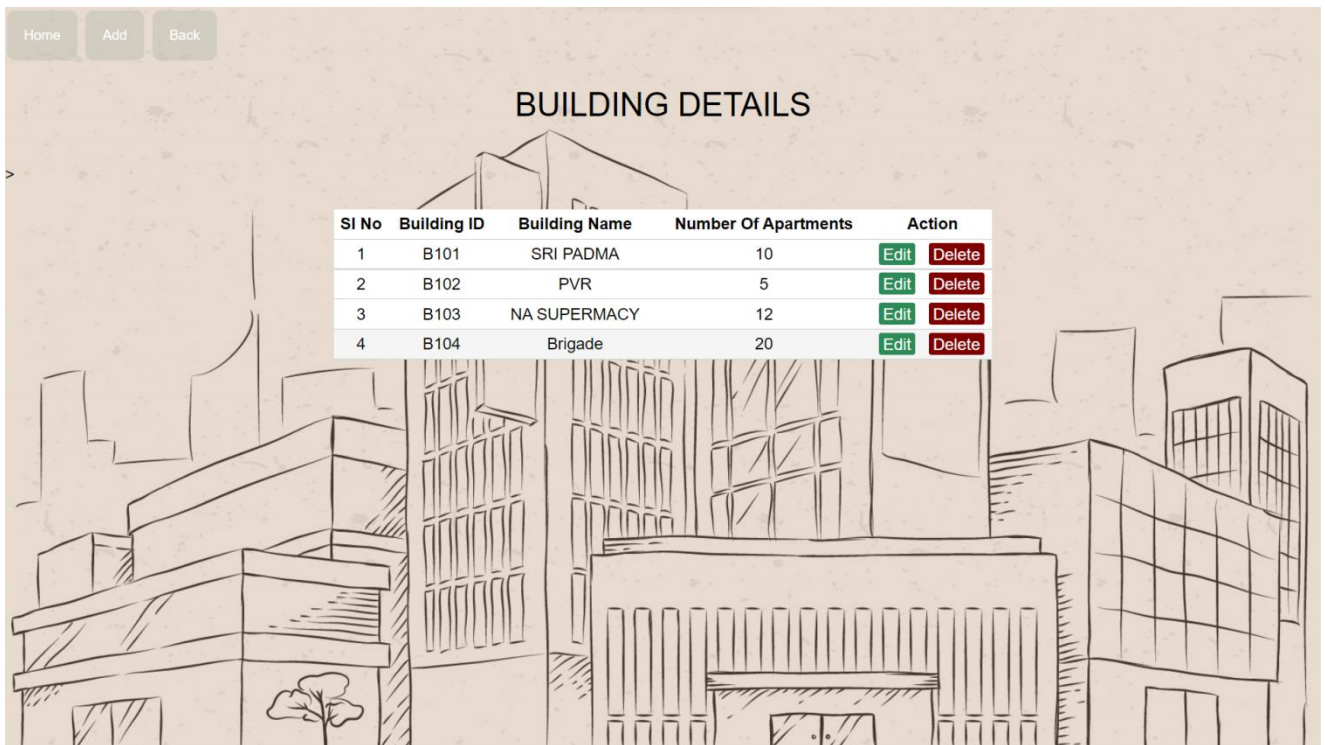 Home Add Back
BUILDING DETAILS
>
Sl No Building ID Building Name Number Of Apartments Action
1 B101 SRI PADMA 10 Edit Delete
2 B102 PVR 5 Edit Delete
3 B103 NA SUPERMACY 12 Edit Delete
4 B104 Brigade 20 Edit Delete